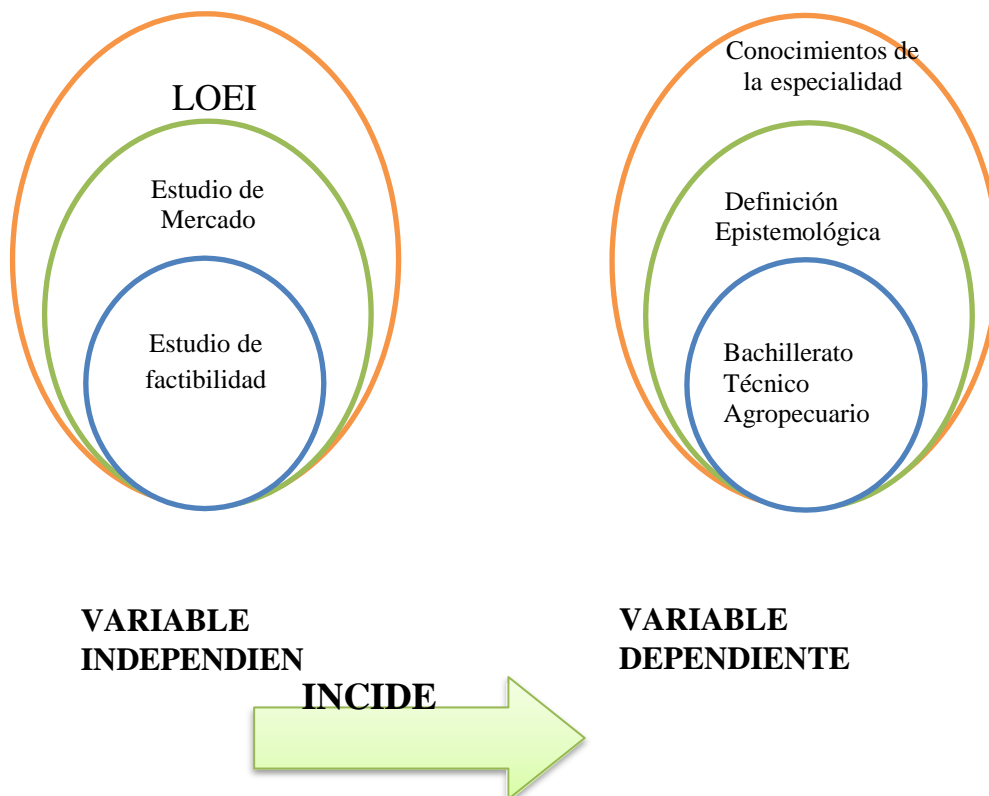 LOEI
Estudio de
Mercado
Estudio de
factibilidad
Conocimientos de
la especialidad
Definición
Epistemológica
Bachillerato
Técnico
Agropecuario
VARIABLE
INDEPENDIEN
VARIABLE
DEPENDIENTE
INCIDE